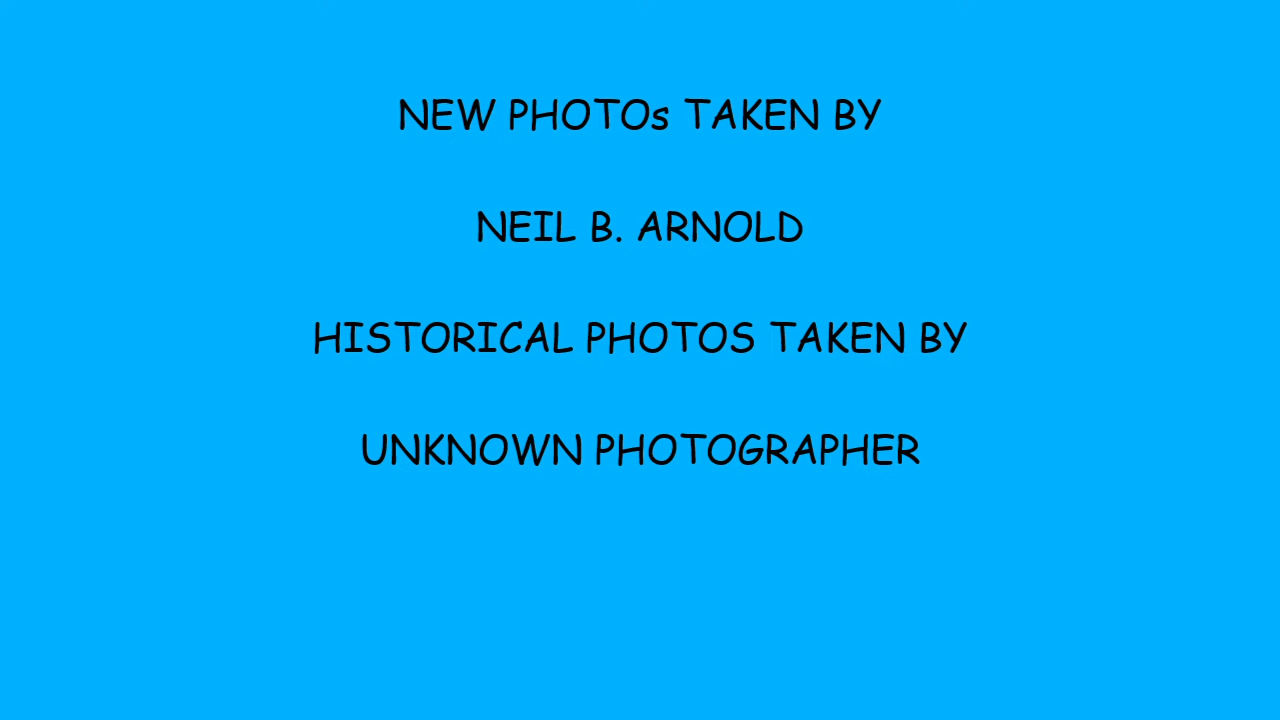 NEW PHOTOs TAKEN BY
NEIL B. ARNOLD
HISTORICAL PHOTOS TAKEN BY
UNKNOWN PHOTOGRAPHER